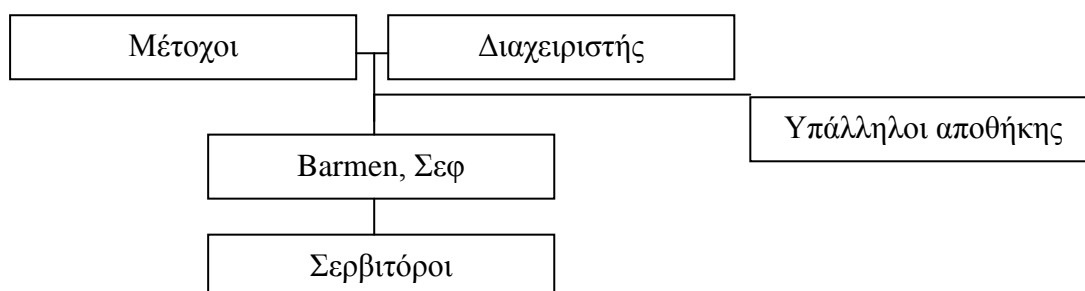 Μέτοχοι
Διαχειριστής
Υπάλληλοι αποθήκης
Barmen, Σεφ
Σερβιτόροι